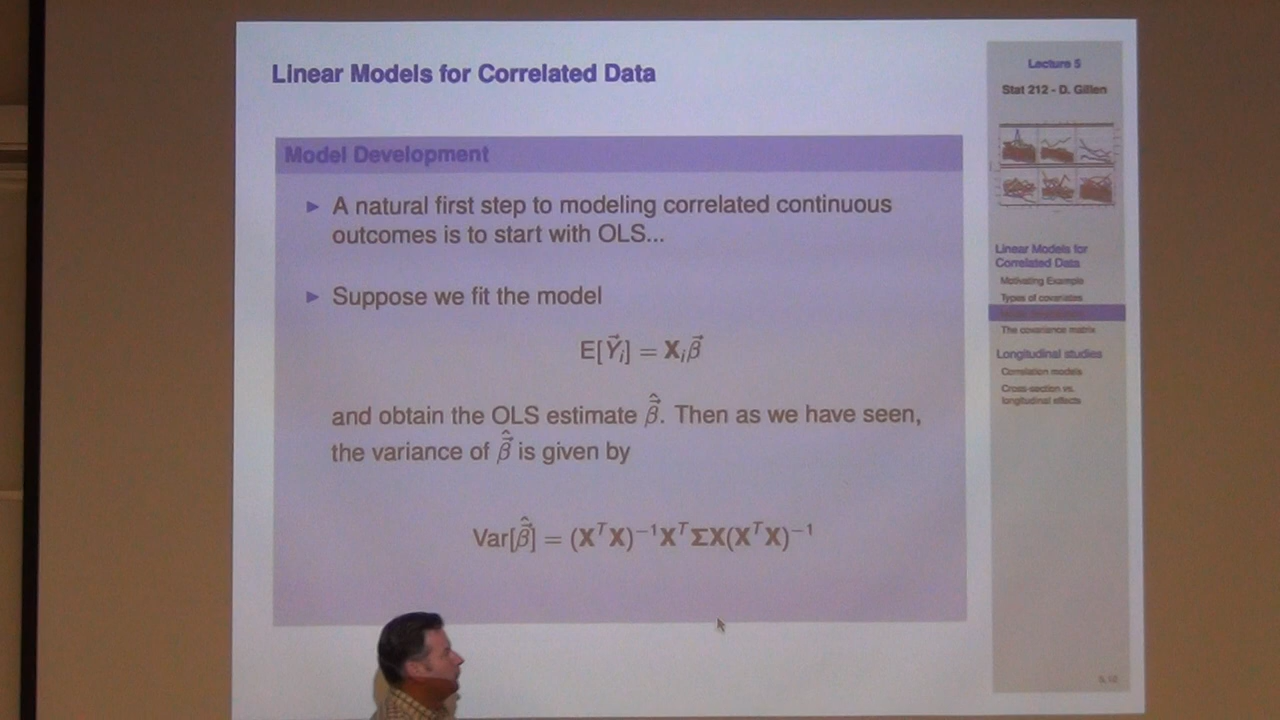 Linear Models for Correlated Data
Model Development
▶ A natural first step to modeling correlated continuous
outcomes is to start with OLS...
▶ Suppose we fit the model
E[Y⃗ᵢ] = Xᵢβ⃗
and obtain the OLS estimate β⃗̂. Then as we have seen,
the variance of β⃗̂ is given by
Var[β⃗̂] = (XᵀX)⁻¹XᵀΣX(XᵀX)⁻¹
Lecture 5
Stat 212 - D. Gillen
Linear Models for
Correlated Data
Motivating Example
Types of covariates
The covariance matrix
Longitudinal studies
Correlation models
Cross-section vs.
longitudinal effects